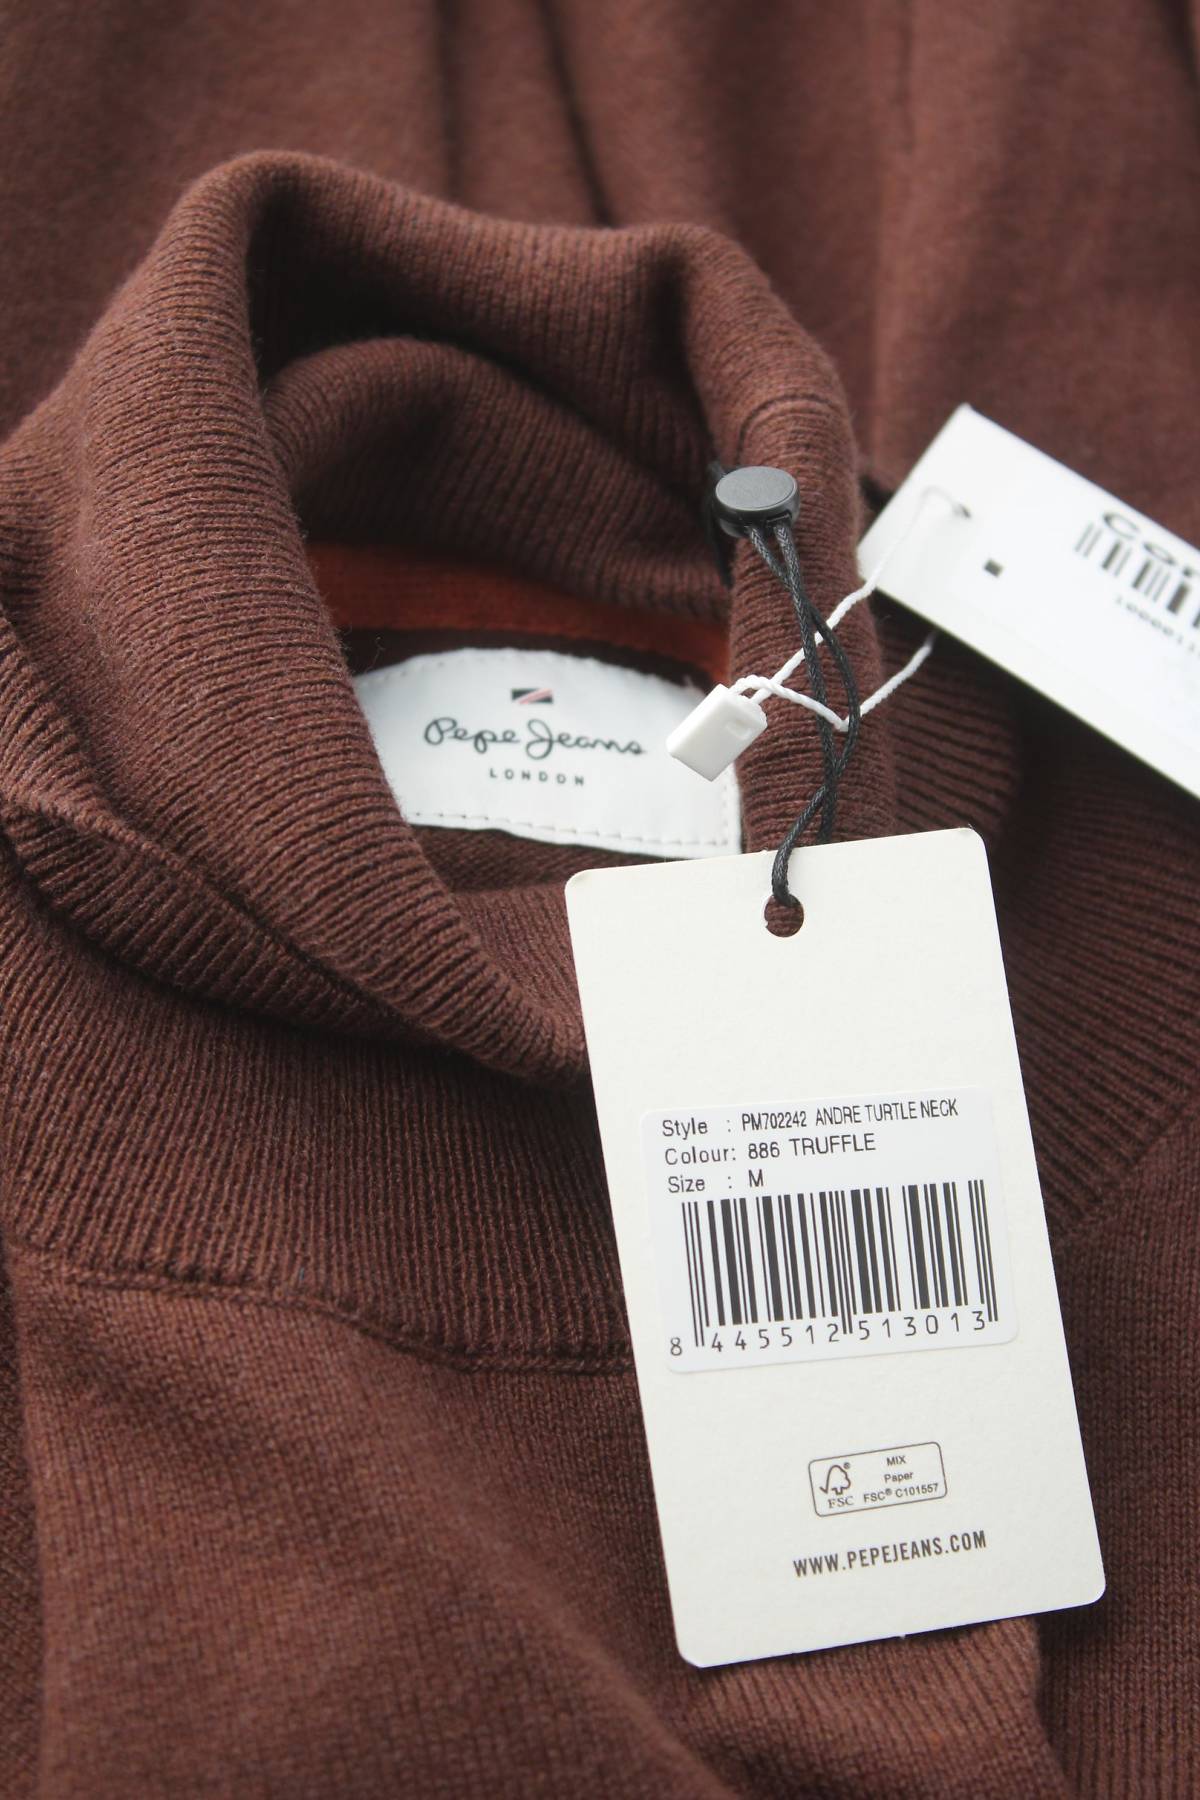 Pepe Jeans
LONDON
Style : PM702242 ANDRE TURTLE NECK
Colour: 886 TRUFFLE
Size : M
8 445512 513013
FSC®
MIX
Paper
FSC® C101557
WWW.PEPEJEANS.COM